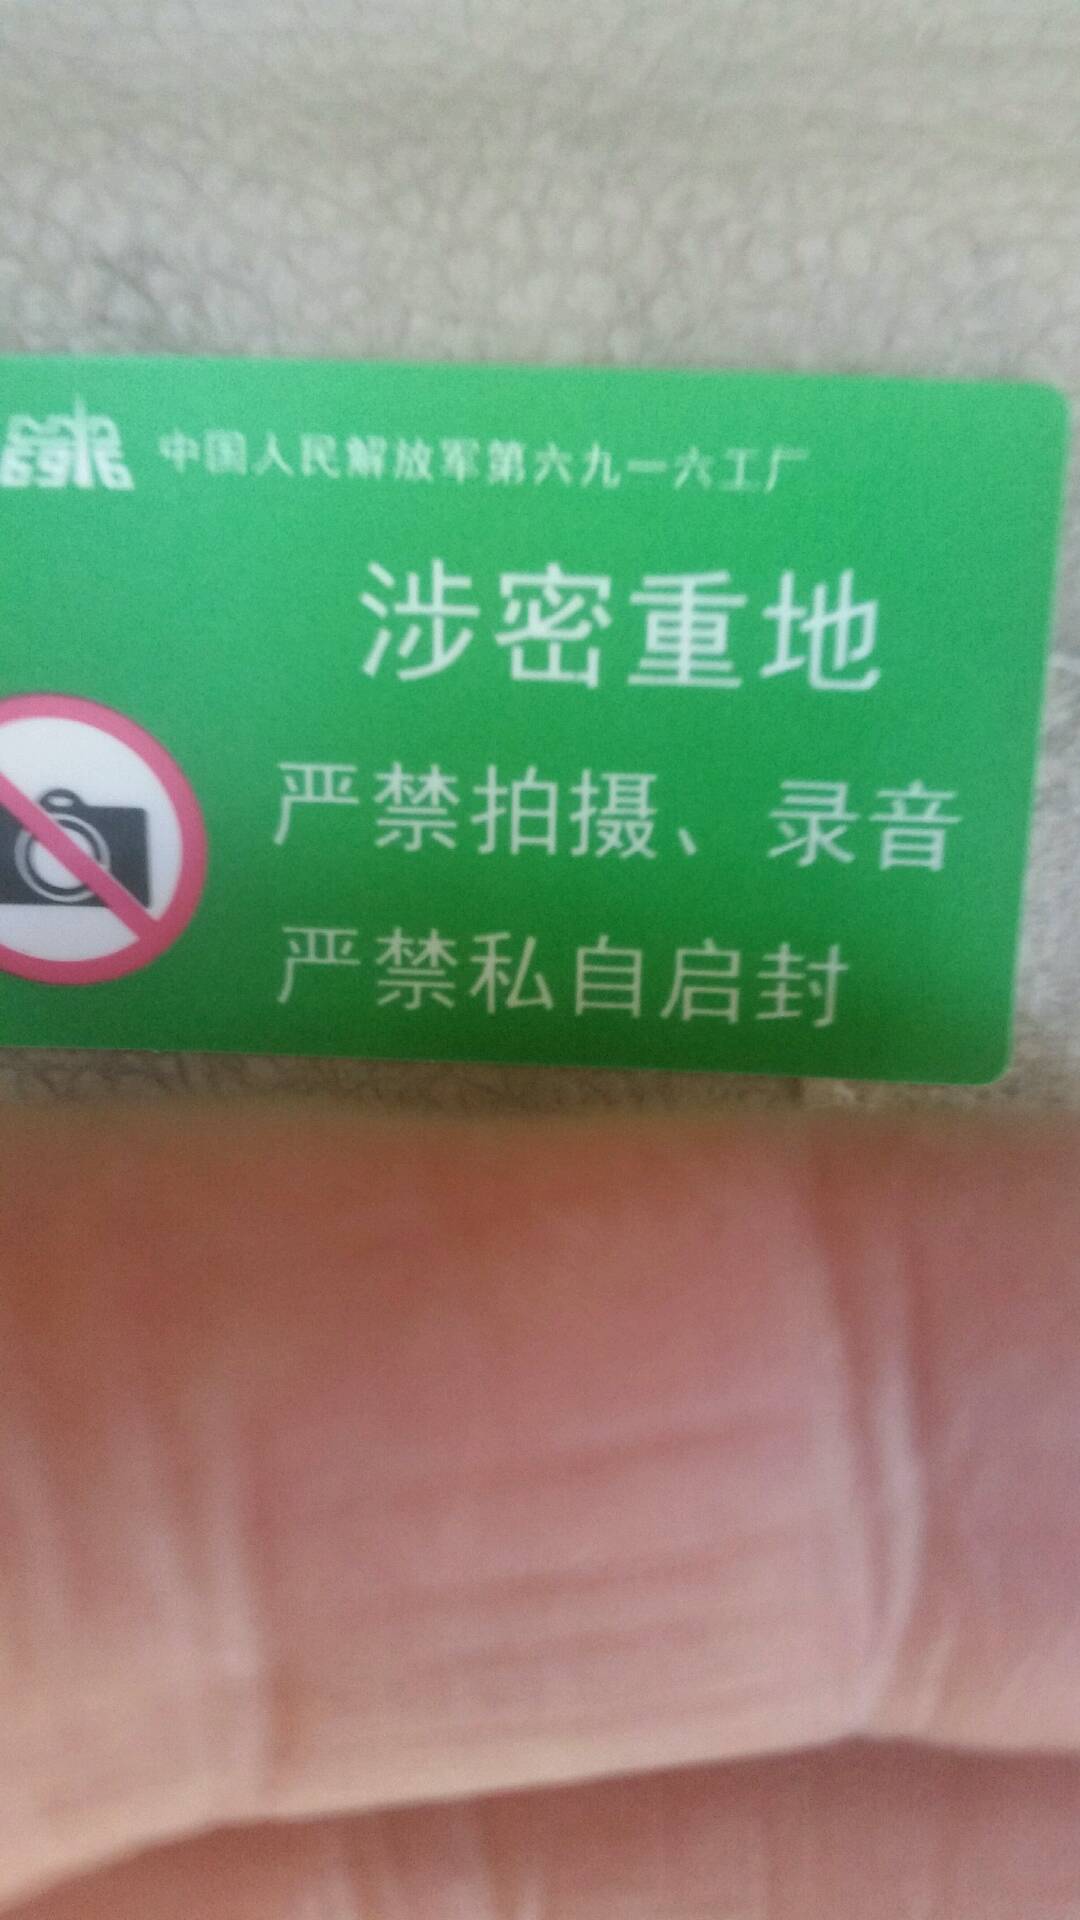 中国人民解放军第六九一六工厂
涉密重地
严禁拍摄、录音
严禁私自启封